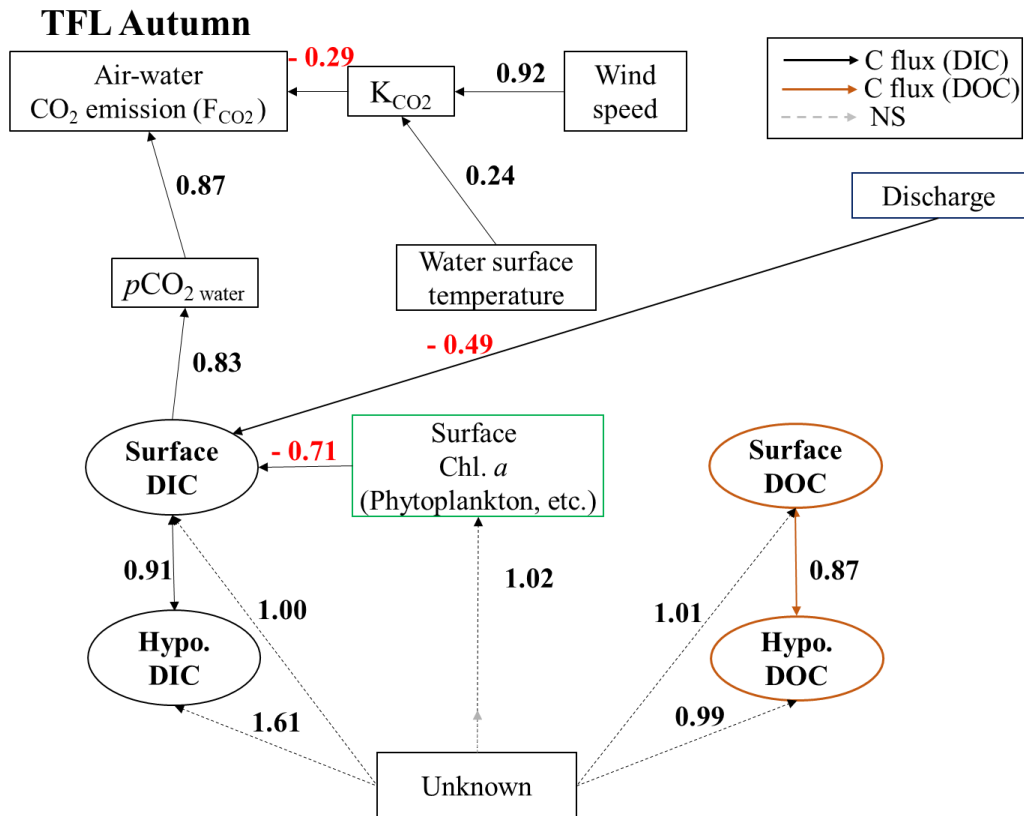 TFL Autumn
Air-water
CO₂ emission (F_CO2)
- 0.29
K_CO2
0.92
Wind
speed
C flux (DIC)
C flux (DOC)
NS
0.87
0.24
Discharge
pCO₂ water
Water surface
temperature
0.83
- 0.49
Surface
DIC
- 0.71
Surface
Chl. a
(Phytoplankton, etc.)
Surface
DOC
0.91
1.00
1.02
1.01
0.87
Hypo.
DIC
Hypo.
DOC
1.61
0.99
Unknown